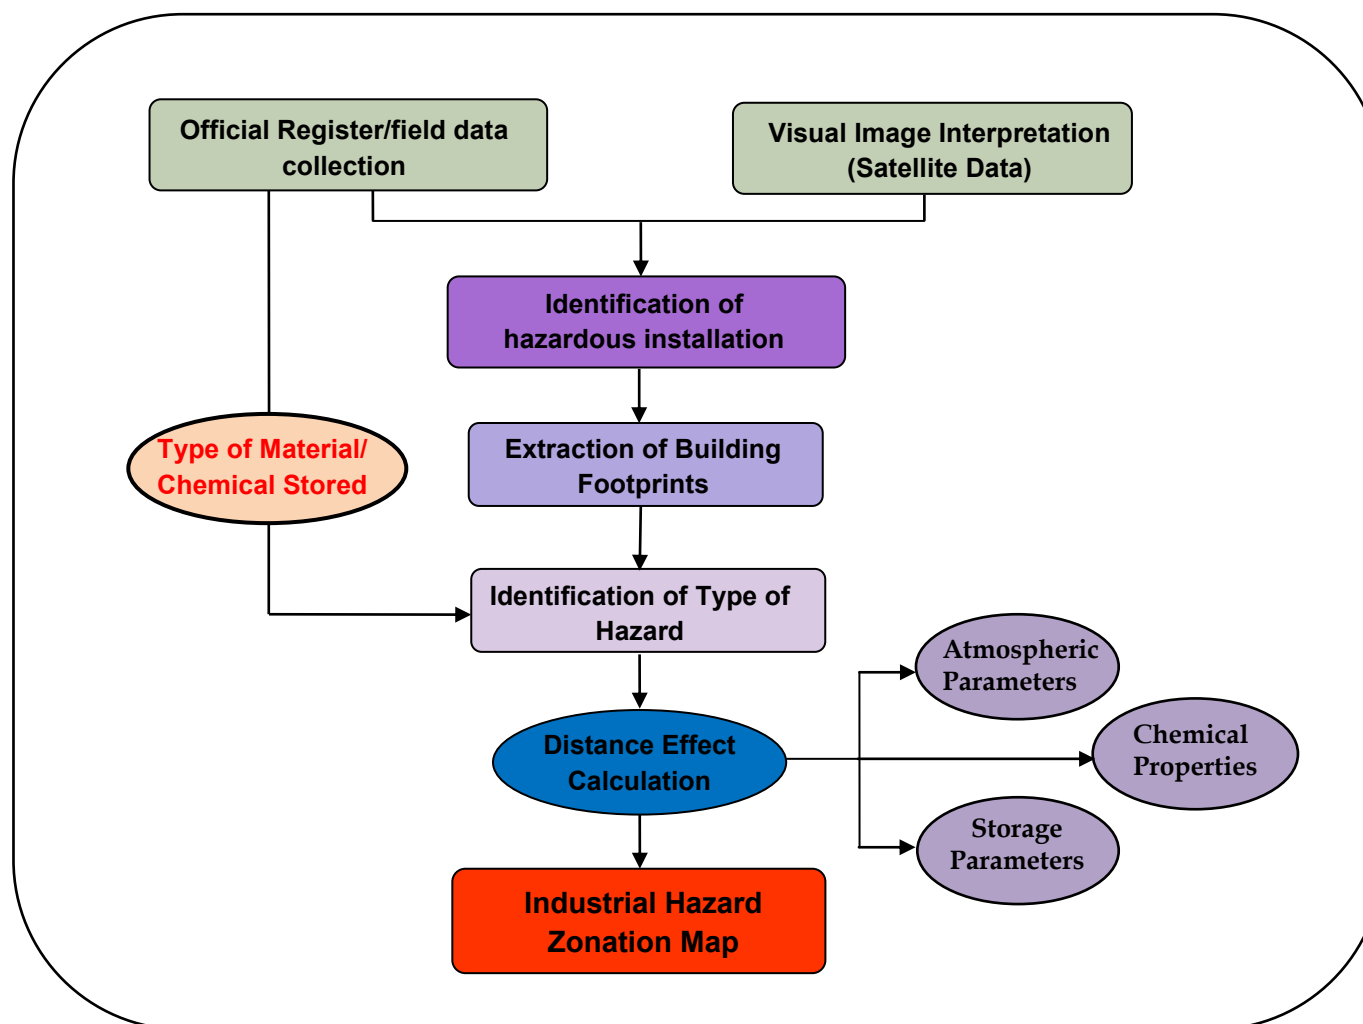 Official Register/field data
collection
Visual Image Interpretation
(Satellite Data)
Identification of
hazardous installation
Type of Material/
Chemical Stored
Extraction of Building
Footprints
Identification of Type of
Hazard
Atmospheric
Parameters
Distance Effect
Calculation
Chemical
Properties
Storage
Parameters
Industrial Hazard
Zonation Map